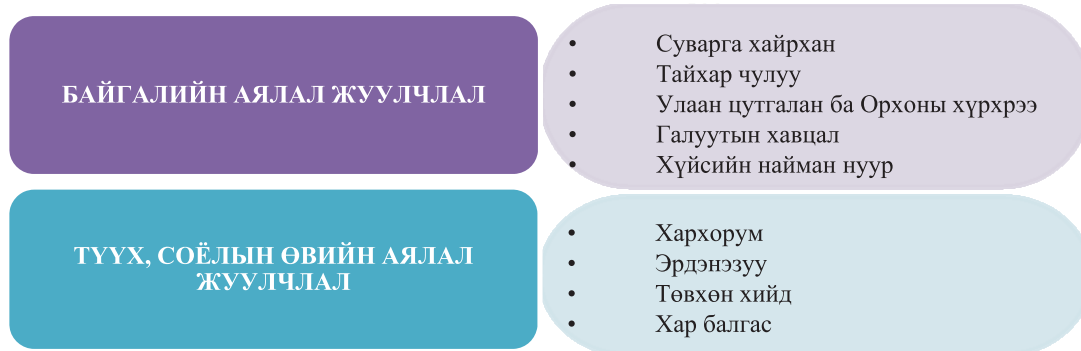 БАЙГАЛИЙН АЯЛАЛ ЖУУЛЧЛАЛ
• Суварга хайрхан
• Тайхар чулуу
• Улаан цутгалан ба Орхоны хүрхрээ
• Галуутын хавцал
• Хүйсийн найман нуур
ТҮҮХ, СОЁЛЫН ӨВИЙН АЯЛАЛ
ЖУУЛЧЛАЛ
• Хархорум
• Эрдэнэзуу
• Төвхөн хийд
• Хар балгас